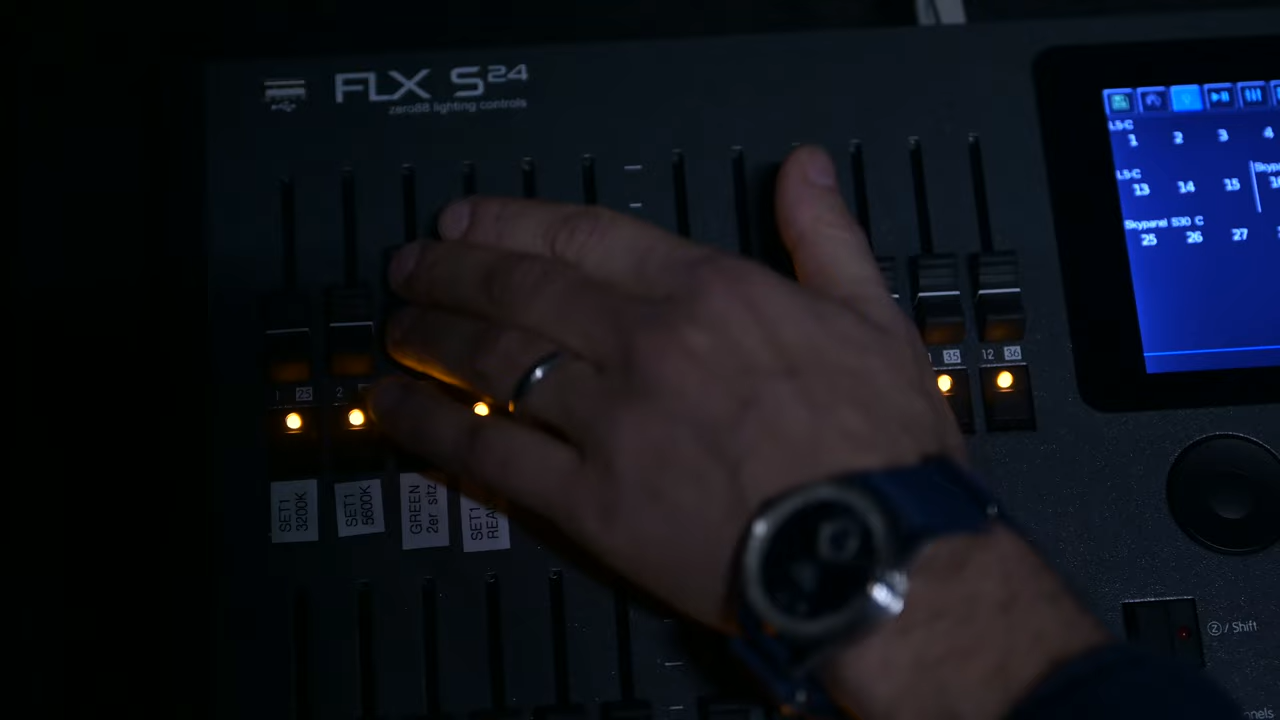 FLX S24
zero88 lighting controls
LS-C
1 2 3 4
LS-C
13 14 15
Skypanel S30 C
25 26 27
1 25
2
35
12 36
SET1
3200K
SET1
5600K
GREEN
2er sitz
SET1
Z / Shift